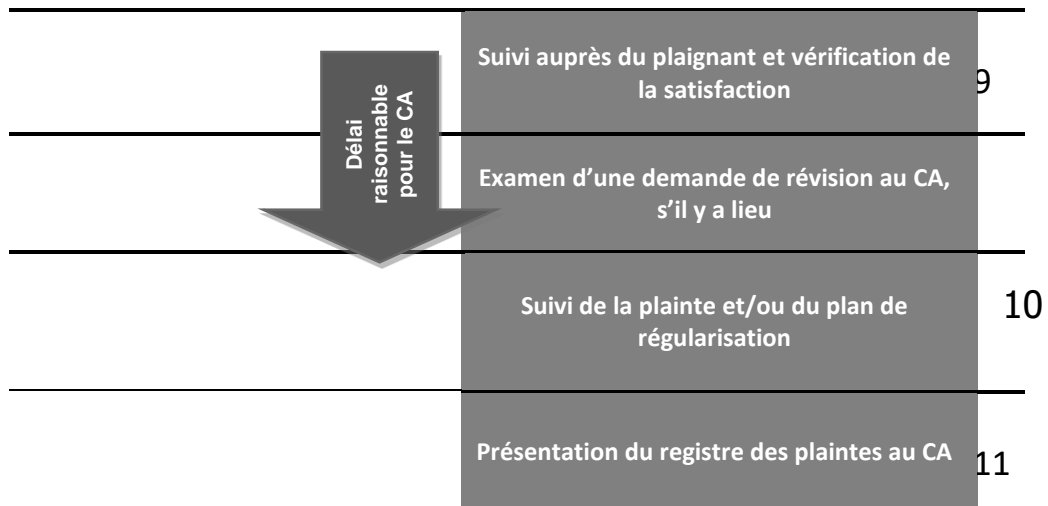 Suivi auprès du plaignant et vérification de
la satisfaction
9
Délai
raisonnable
pour le CA
Examen d’une demande de révision au CA,
s’il y a lieu
Suivi de la plainte et/ou du plan de
régularisation
10
Présentation du registre des plaintes au CA
11